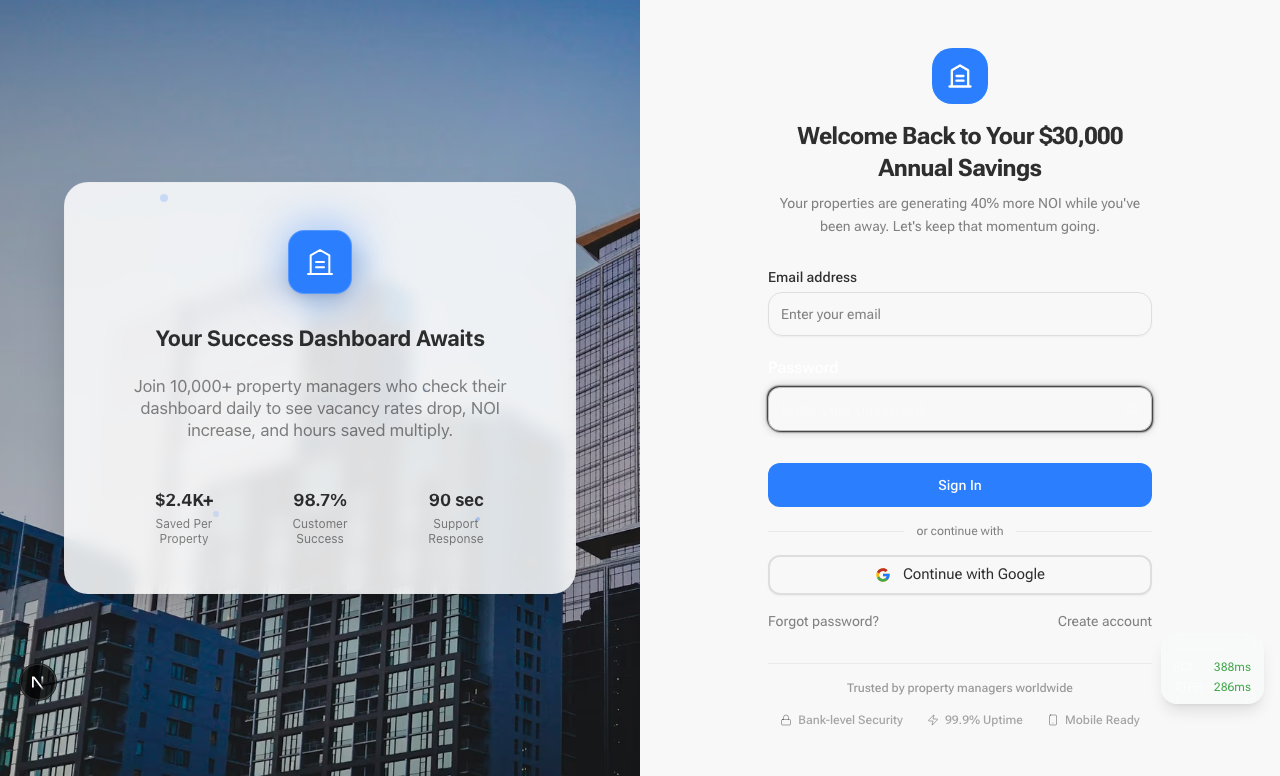 Your Success Dashboard Awaits
Join 10,000+ property managers who check their
dashboard daily to see vacancy rates drop, NOI
increase, and hours saved multiply.
$2.4K+
Saved Per
Property
98.7%
Customer
Success
90 sec
Support
Response
N
Welcome Back to Your $30,000
Annual Savings
Your properties are generating 40% more NOI while you've
been away. Let's keep that momentum going.
Email address
Enter your email
Password
Sign In
or continue with
Continue with Google
Forgot password?
Create account
388ms
286ms
Trusted by property managers worldwide
Bank-level Security
99.9% Uptime
Mobile Ready